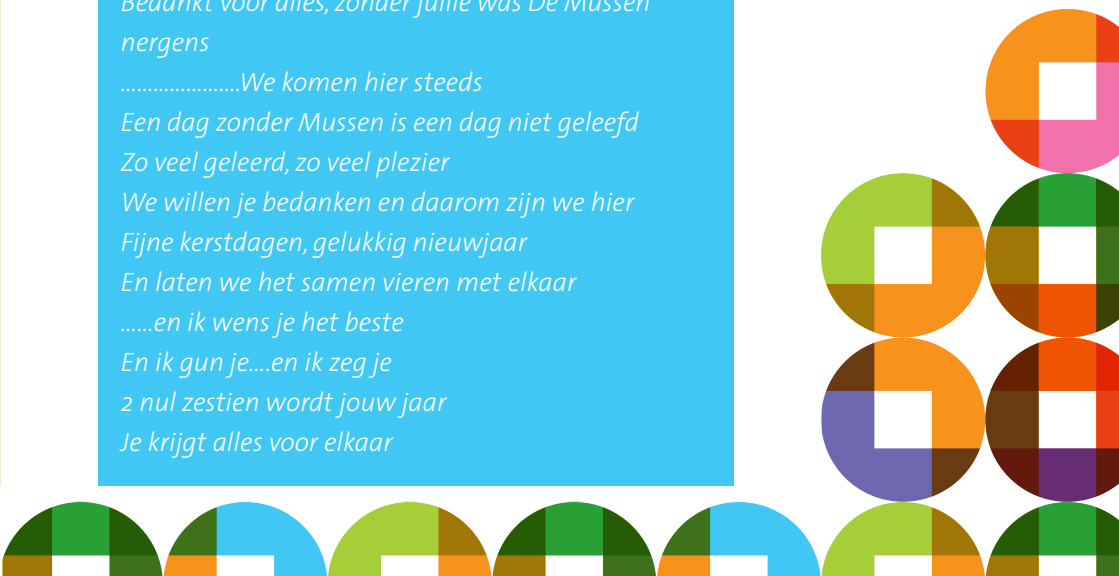 Bedankt voor alles, zonder jullie was De Mussen
nergens
......................We komen hier steeds
Een dag zonder Mussen is een dag niet geleefd
Zo veel geleerd, zo veel plezier
We willen je bedanken en daarom zijn we hier
Fijne kerstdagen, gelukkig nieuwjaar
En laten we het samen vieren met elkaar
......en ik wens je het beste
En ik gun je....en ik zeg je
2 nul zestien wordt jouw jaar
Je krijgt alles voor elkaar